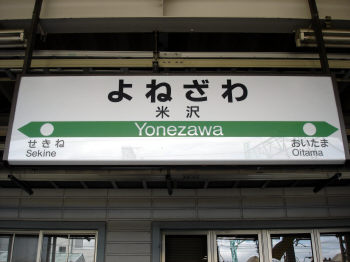 よねざわ
米沢
Yonezawa
せきね
Sekine
おいたま
Oitama